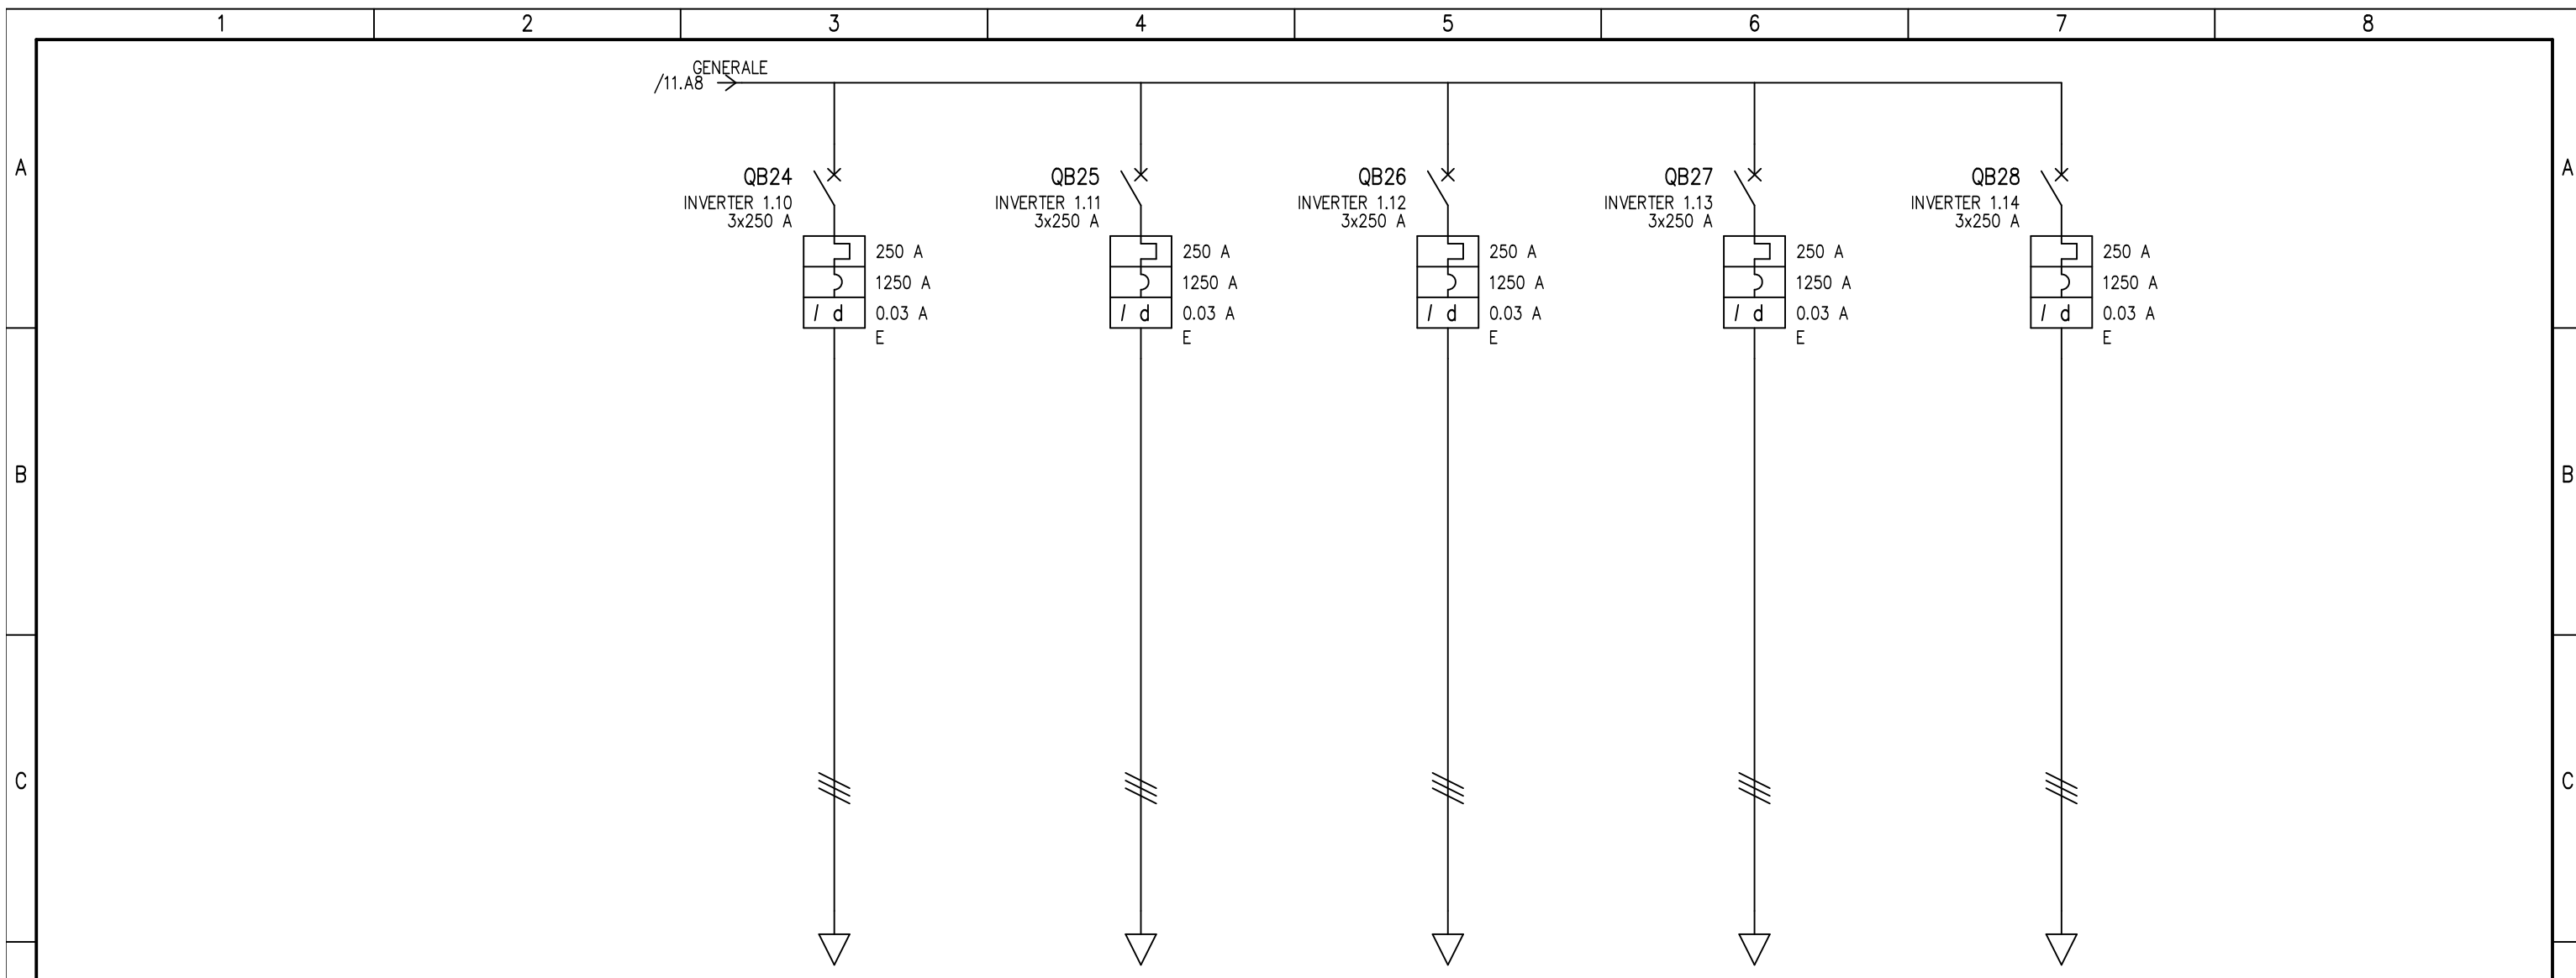 1 2 3 4 5 6 7 8
GENERALE
/11.A8
A A
QB24 QB25 QB26 QB27 QB28
INVERTER 1.10 INVERTER 1.11 INVERTER 1.12 INVERTER 1.13 INVERTER 1.14
3x250 A 3x250 A 3x250 A 3x250 A 3x250 A
250 A 250 A 250 A 250 A 250 A
1250 A 1250 A 1250 A 1250 A 1250 A
I d 0.03 A I d 0.03 A I d 0.03 A I d 0.03 A I d 0.03 A
E E E E E
B B
C C